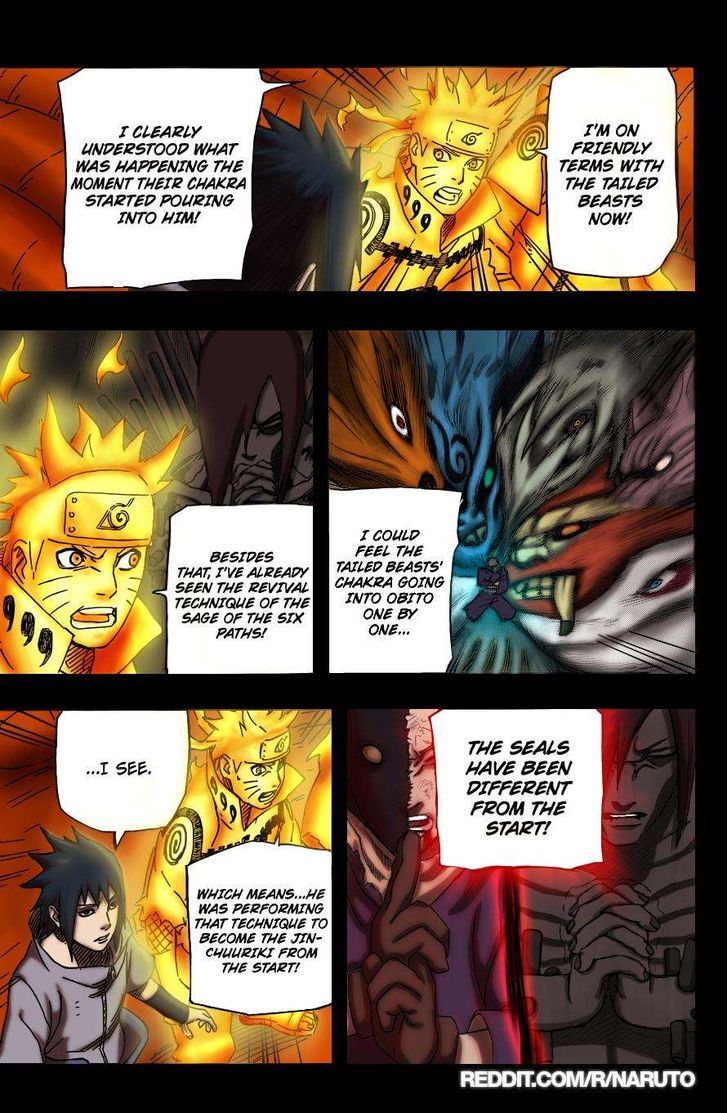 I'M ON
FRIENDLY
TERMS WITH
THE TAILED
BEASTS
NOW!
I CLEARLY
UNDERSTOOD WHAT
WAS HAPPENING THE
MOMENT THEIR CHAKRA
STARTED POURING
INTO HIM!
I COULD
FEEL THE
TAILED BEASTS'
CHAKRA GOING
INTO OBITO
ONE BY
ONE...
BESIDES
THAT, I'VE ALREADY
SEEN THE REVIVAL
TECHNIQUE OF THE
SAGE OF THE SIX
PATHS!
THE SEALS
HAVE BEEN
DIFFERENT
FROM THE
START!
WHICH MEANS...HE
WAS PERFORMING
THAT TECHNIQUE TO
BECOME THE JIN-
CHUURIKI FROM
THE START!
...I SEE.
REDDIT.COM/R/NARUTO